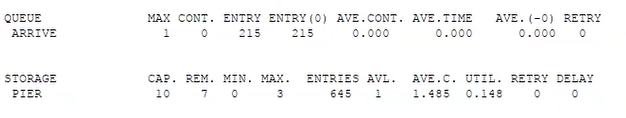 QUEUE MAX CONT. ENTRY ENTRY(0) AVE.CONT. AVE.TIME AVE.(-0) RETRY
ARRIVE 1 0 215 215 0.000 0.000 0.000 0
STORAGE CAP. REM. MIN. MAX. ENTRIES AVL. AVE.C. UTIL. RETRY DELAY
PIER 10 7 0 3 645 1 1.485 0.148 0 0